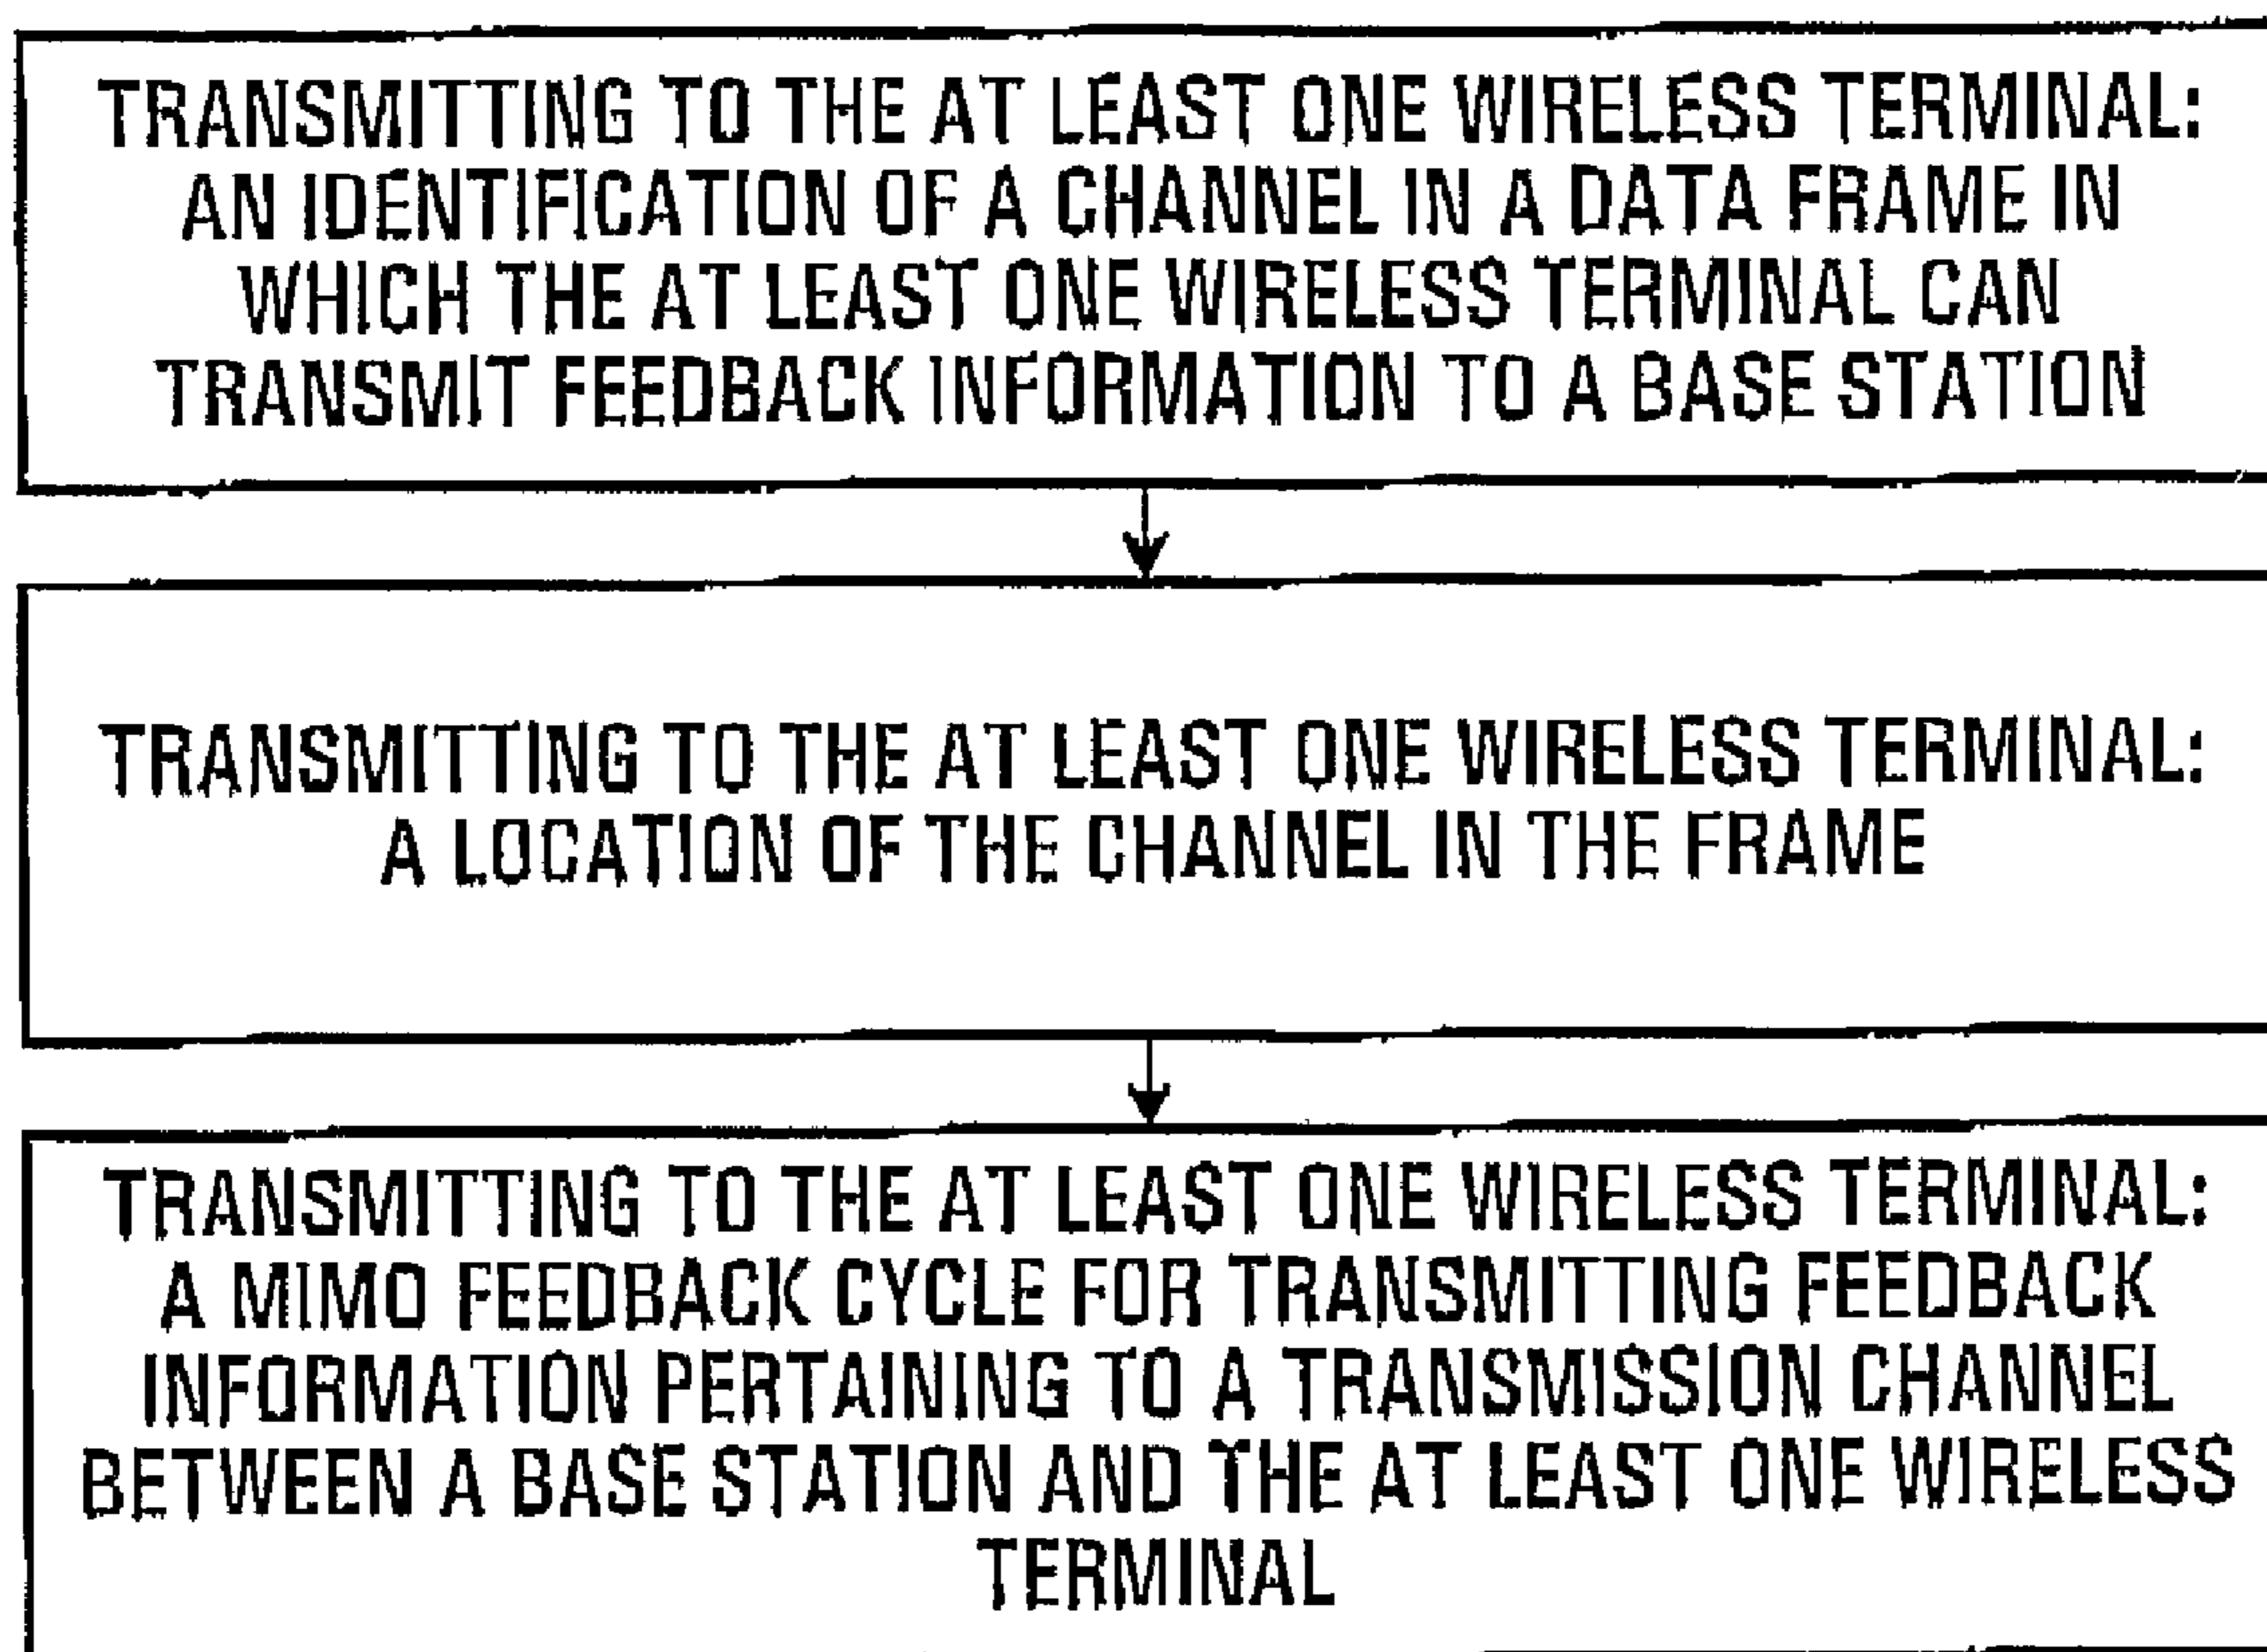 TRANSMITTING TO THE AT LEAST ONE WIRELESS TERMINAL:
AN IDENTIFICATION OF A CHANNEL IN A DATA FRAME IN
WHICH THE AT LEAST ONE WIRELESS TERMINAL CAN
TRANSMIT FEEDBACK INFORMATION TO A BASE STATION
TRANSMITTING TO THE AT LEAST ONE WIRELESS TERMINAL:
A LOCATION OF THE CHANNEL IN THE FRAME
TRANSMITTING TO THE AT LEAST ONE WIRELESS TERMINAL:
A MIMO FEEDBACK CYCLE FOR TRANSMITTING FEEDBACK
INFORMATION PERTAINING TO A TRANSMISSION CHANNEL
BETWEEN A BASE STATION AND THE AT LEAST ONE WIRELESS
TERMINAL